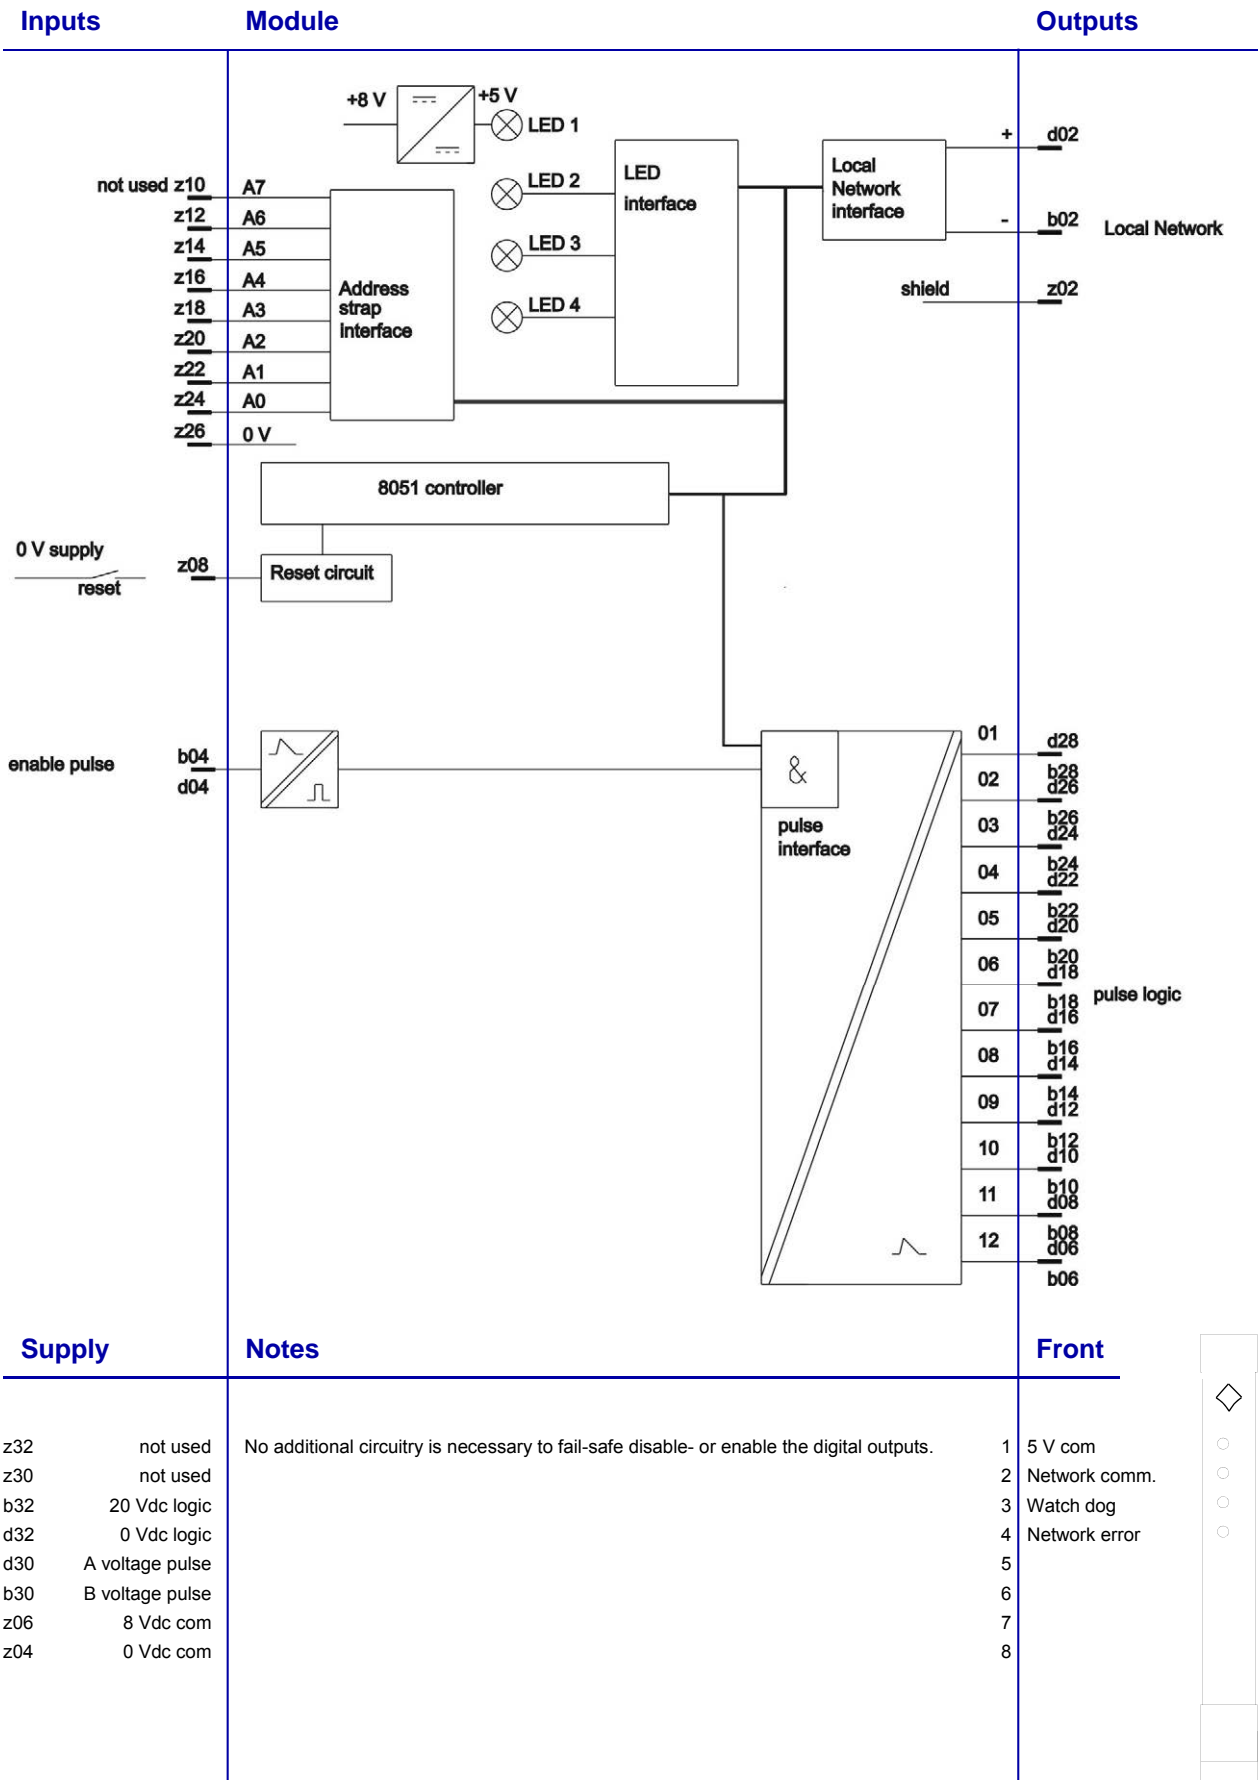 Inputs Module Outputs
+8 V +5 V
LED 1
+ d02
Local
Network
interface
LED
interface
not used z10 A7 LED 2
z12 A6
- b02 Local Network
z14 A5 LED 3
z16 A4
Address
strap
interface
shield z02
z18 A3 LED 4
z20 A2
z22 A1
z24 A0
z26 0 V
8051 controller
0 V supply
reset
z08 Reset circuit
enable pulse b04
d04
&
pulse
interface
01 d28
02 b28
d26
03 b26
d24
04 b24
d22
05 b22
d20
06 b20
d18
pulse logic
07 b18
d16
08 b16
d14
09 b14
d12
10 b12
d10
11 b10
d08
12 b08
d06
b06
Supply Notes Front
z32 not used No additional circuitry is necessary to fail-safe disable- or enable the digital outputs. 1 5 V com
z30 not used 2 Network comm.
b32 20 Vdc logic 3 Watch dog
d32 0 Vdc logic 4 Network error
d30 A voltage pulse 5
b30 B voltage pulse 6
z06 8 Vdc com 7
z04 0 Vdc com 8